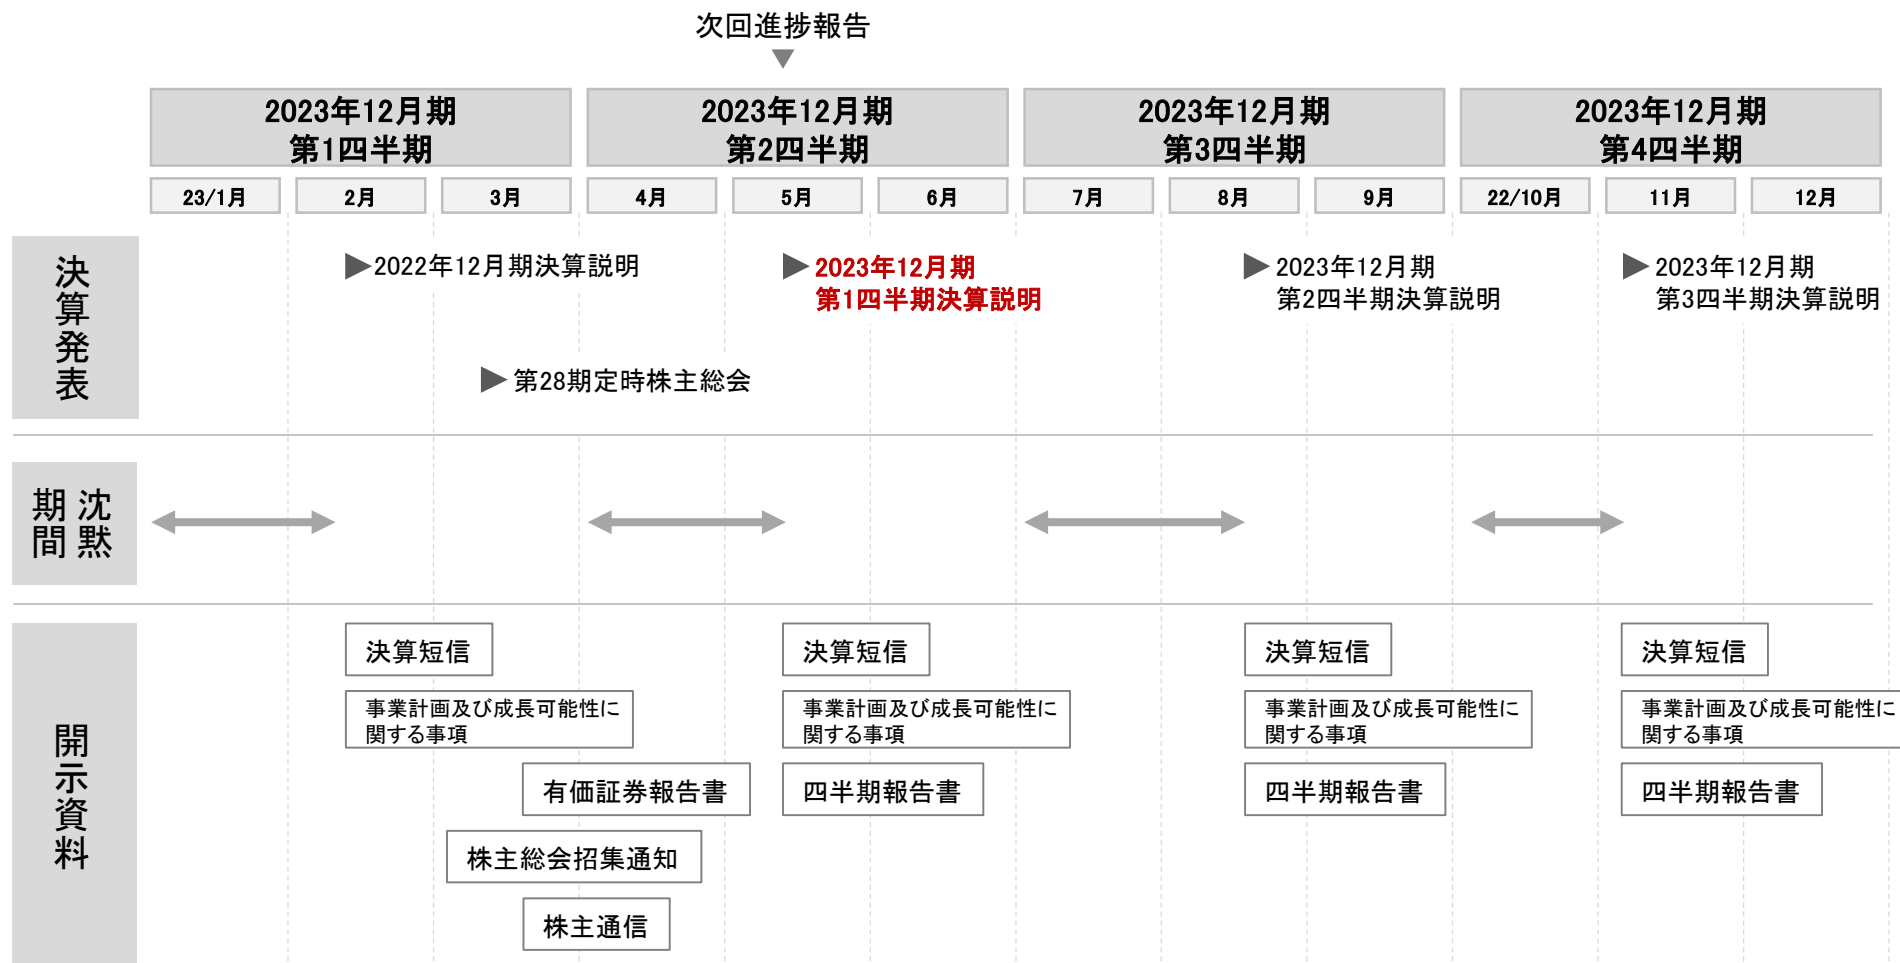 次回進捗報告
2023年12月期
第1四半期
2023年12月期
第2四半期
2023年12月期
第3四半期
2023年12月期
第4四半期
23/1月
2月
3月
4月
5月
6月
7月
8月
9月
22/10月
11月
12月
決算発表
2022年12月期決算説明
2023年12月期
第1四半期決算説明
2023年12月期
第2四半期決算説明
2023年12月期
第3四半期決算説明
第28期定時株主総会
沈黙
期間
開示資料
決算短信
決算短信
決算短信
決算短信
事業計画及び成長可能性に
関する事項
事業計画及び成長可能性に
関する事項
事業計画及び成長可能性に
関する事項
事業計画及び成長可能性に
関する事項
有価証券報告書
四半期報告書
四半期報告書
四半期報告書
株主総会招集通知
株主通信